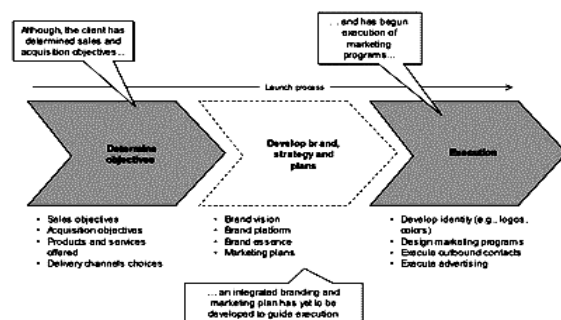 Although, the client has
determined sales and
acquisition objectives...
...and has begun
execution of
marketing
programs...
Launch process
Determine
objectives
Develop brand,
strategy and
plans
Execution
• Sales objectives
• Acquisition objectives
• Products and services
offered
• Delivery channels choices
• Brand vision
• Brand platform
• Brand essence
• Marketing plans
• Develop identity (e.g., logos,
colors)
• Design marketing programs
• Execute outbound contacts
• Execute advertising
...an integrated branding and
marketing plan has yet to be
developed to guide execution